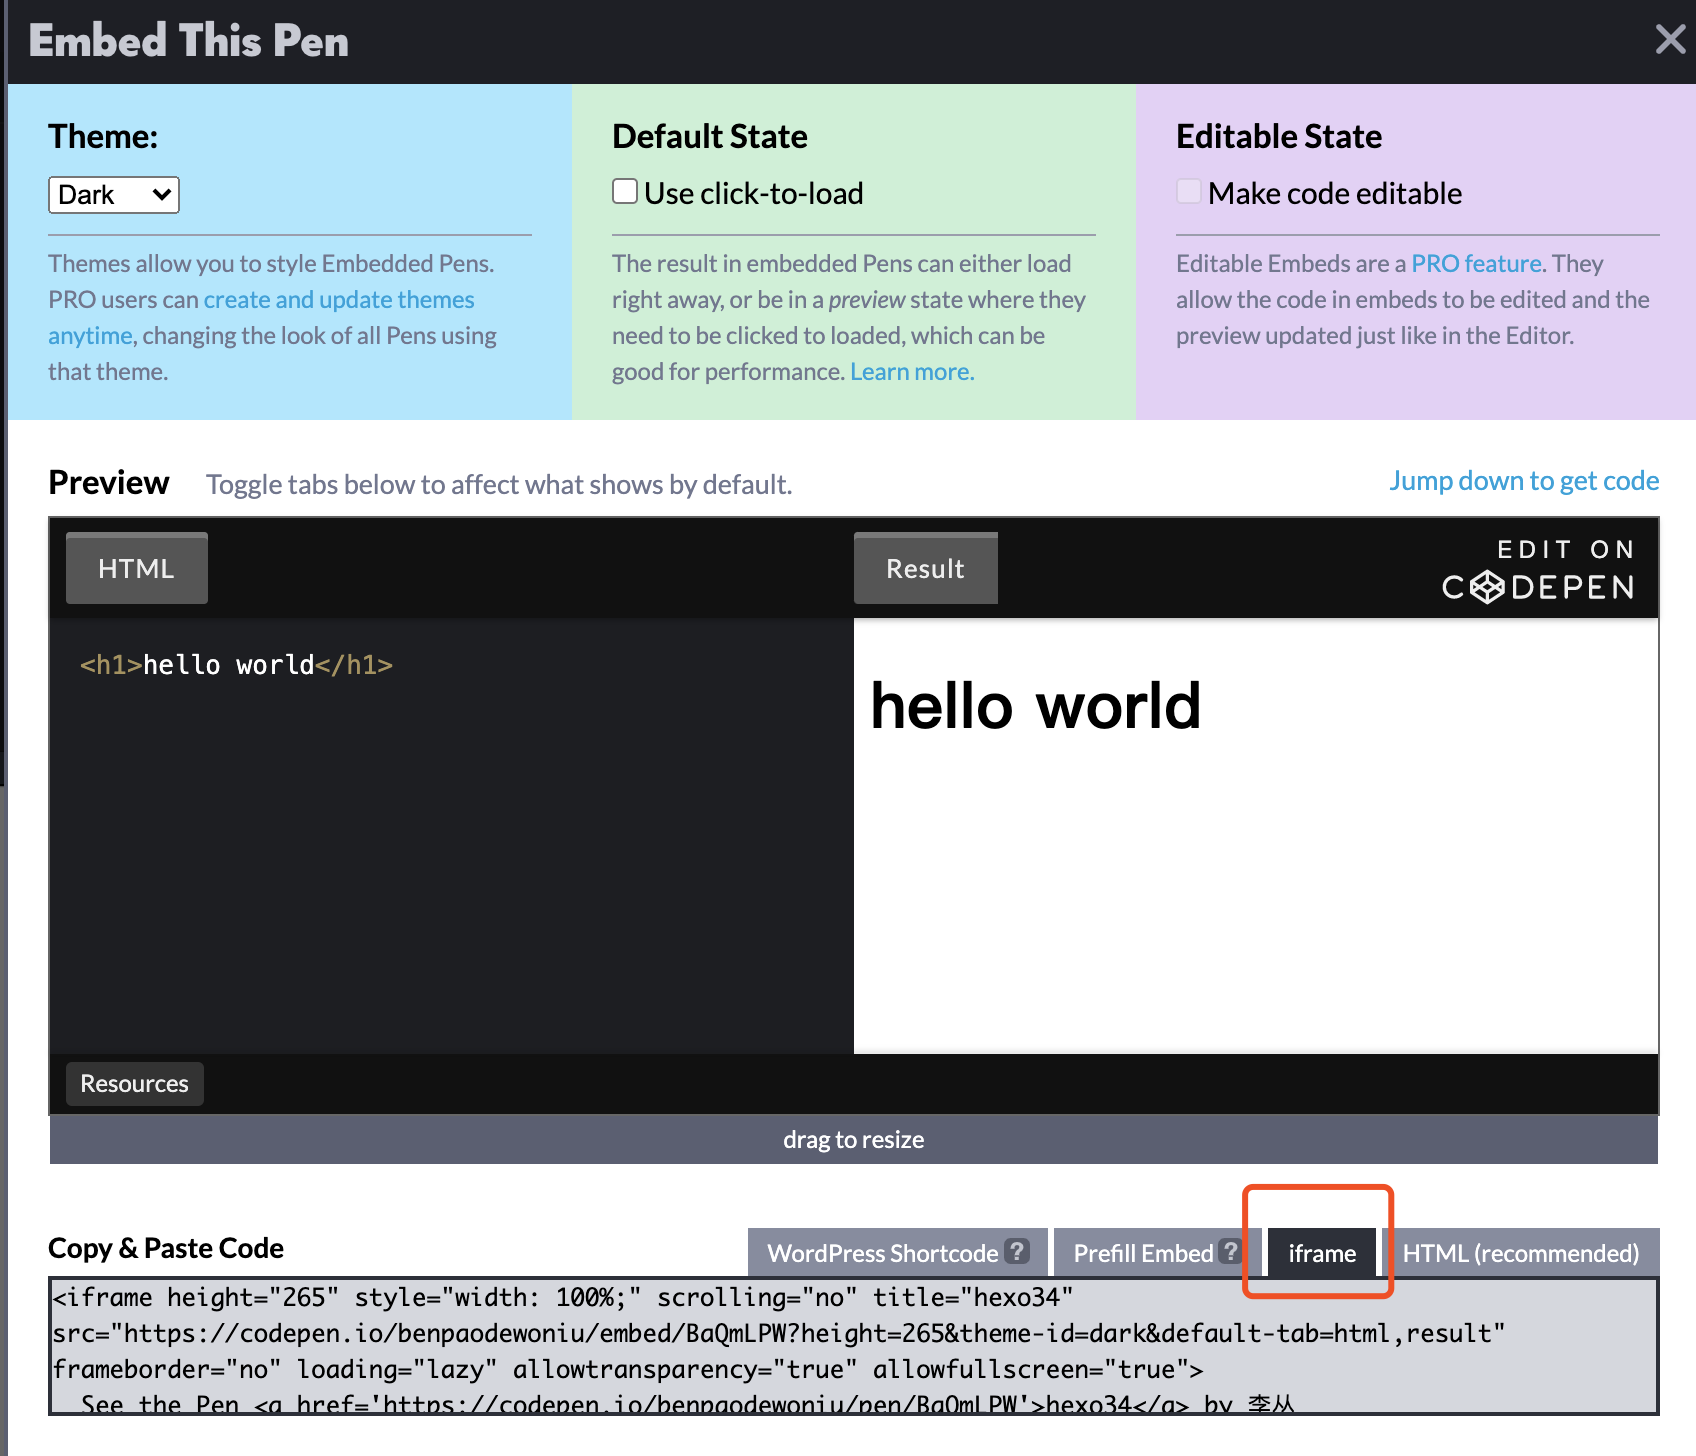 Embed This Pen
Theme:
Dark
Themes allow you to style Embedded Pens.
PRO users can create and update themes
anytime, changing the look of all Pens using
that theme.
Default State
Use click-to-load
The result in embedded Pens can either load
right away, or be in a preview state where they
need to be clicked to loaded, which can be
good for performance. Learn more.
Editable State
Make code editable
Editable Embeds are a PRO feature. They
allow the code in embeds to be edited and the
preview updated just like in the Editor.
Preview Toggle tabs below to affect what shows by default. Jump down to get code
HTML
Result
EDIT ON
CODEPEN
<h1>hello world</h1>
hello world
Resources
drag to resize
Copy & Paste Code
WordPress Shortcode ?
Prefill Embed ?
iframe
HTML (recommended)
<iframe height="265" style="width: 100%;" scrolling="no" title="hexo34"
src="https://codepen.io/benpaodewoniu/embed/BaQmLPW?height=265&theme-id=dark&default-tab=html,result"
frameborder="no" loading="lazy" allowtransparency="true" allowfullscreen="true">
See the Pen <a href='https://codepen.io/benpaodewoniu/pen/BaQmLPW'>hexo34</a> by 李丛